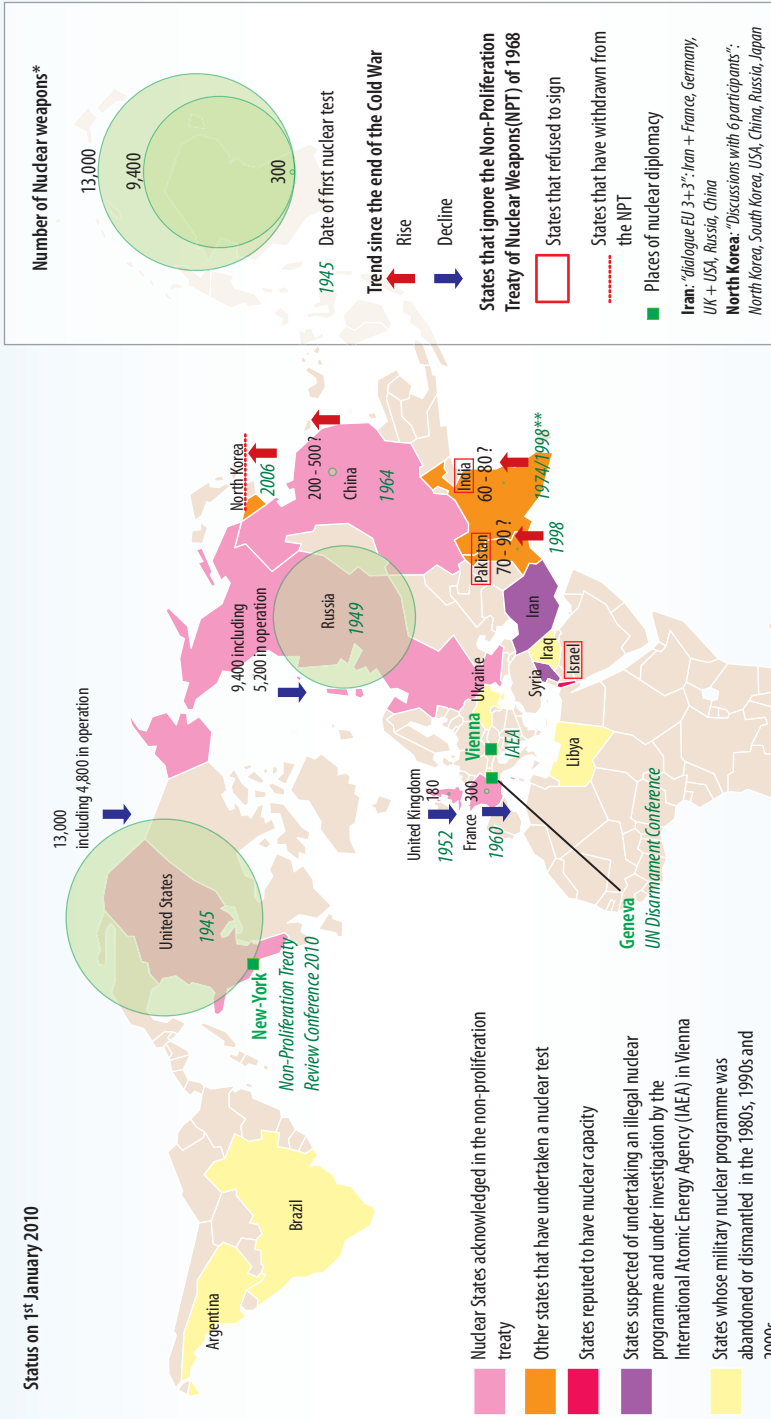 Status on 1st January 2010
13,000
including 4,800 in operation
United States
1945
New-York
Non-Proliferation Treaty
Review Conference 2010
Argentina
Brazil
9,400 including
5,200 in operation
Russia
1949
North Korea
2006
200 - 500 ?
China
1964
United Kingdom
180
1952
France
300
1960
Vienna
IAEA
Ukraine
Geneva
UN Disarmament Conference
Libya
Syria
Iraq
Israel
Iran
Pakistan
70 - 90 ?
1998
India
60 - 80 ?
1974/1998**
Nuclear States acknowledged in the non-proliferation
treaty
Other states that have undertaken a nuclear test
States reputed to have nuclear capacity
States suspected of undertaking an illegal nuclear
programme and under investigation by the
International Atomic Energy Agency (IAEA) in Vienna
States whose military nuclear programme was
abandoned or dismantled in the 1980s, 1990s and
2000s
Number of Nuclear weapons*
13,000
9,400
300
1945 Date of first nuclear test
Trend since the end of the Cold War
Rise
Decline
States that ignore the Non-Proliferation
Treaty of Nuclear Weapons(NPT) of 1968
States that refused to sign
States that have withdrawn from
the NPT
Places of nuclear diplomacy
Iran: "dialogue EU 3+3": Iran + France, Germany,
UK + USA, Russia, China
North Korea: "Discussions with 6 participants":
North Korea, South Korea, USA, China, Russia, Japan